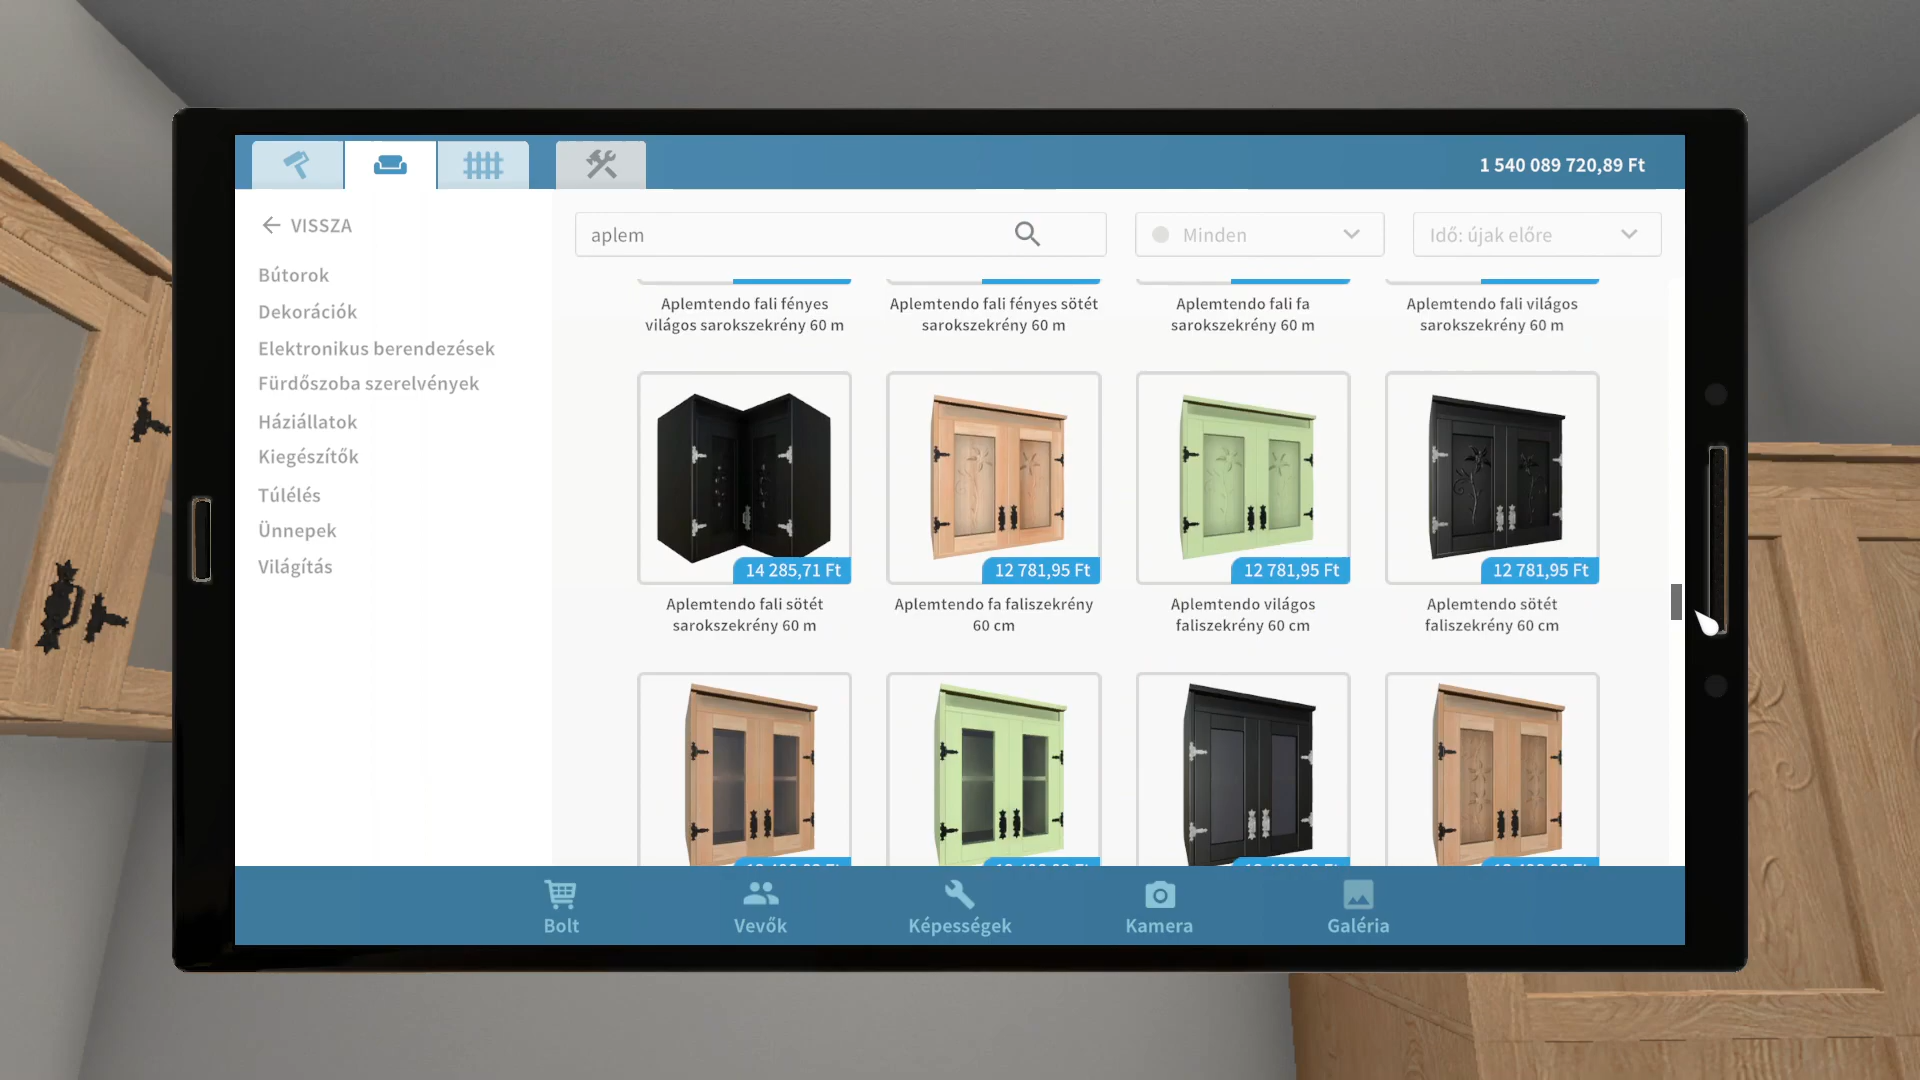 1 540 089 720,89 Ft
VISSZA
aplem
Minden
Idő: újak előre
Bútorok
Dekorációk
Elektronikus berendezések
Fürdőszoba szerelvények
Háziállatok
Kiegészítők
Túlélés
Ünnepek
Világítás
Aplemtendo fali fényes
világos sarokszekrény 60 m
Aplemtendo fali fényes sötét
sarokszekrény 60 m
Aplemtendo fali fa
sarokszekrény 60 m
Aplemtendo fali világos
sarokszekrény 60 m
14 285,71 Ft
12 781,95 Ft
12 781,95 Ft
12 781,95 Ft
Aplemtendo fali sötét
sarokszekrény 60 m
Aplemtendo fa faliszekrény
60 cm
Aplemtendo világos
faliszekrény 60 cm
Aplemtendo sötét
faliszekrény 60 cm
Bolt
Vevők
Képességek
Kamera
Galéria